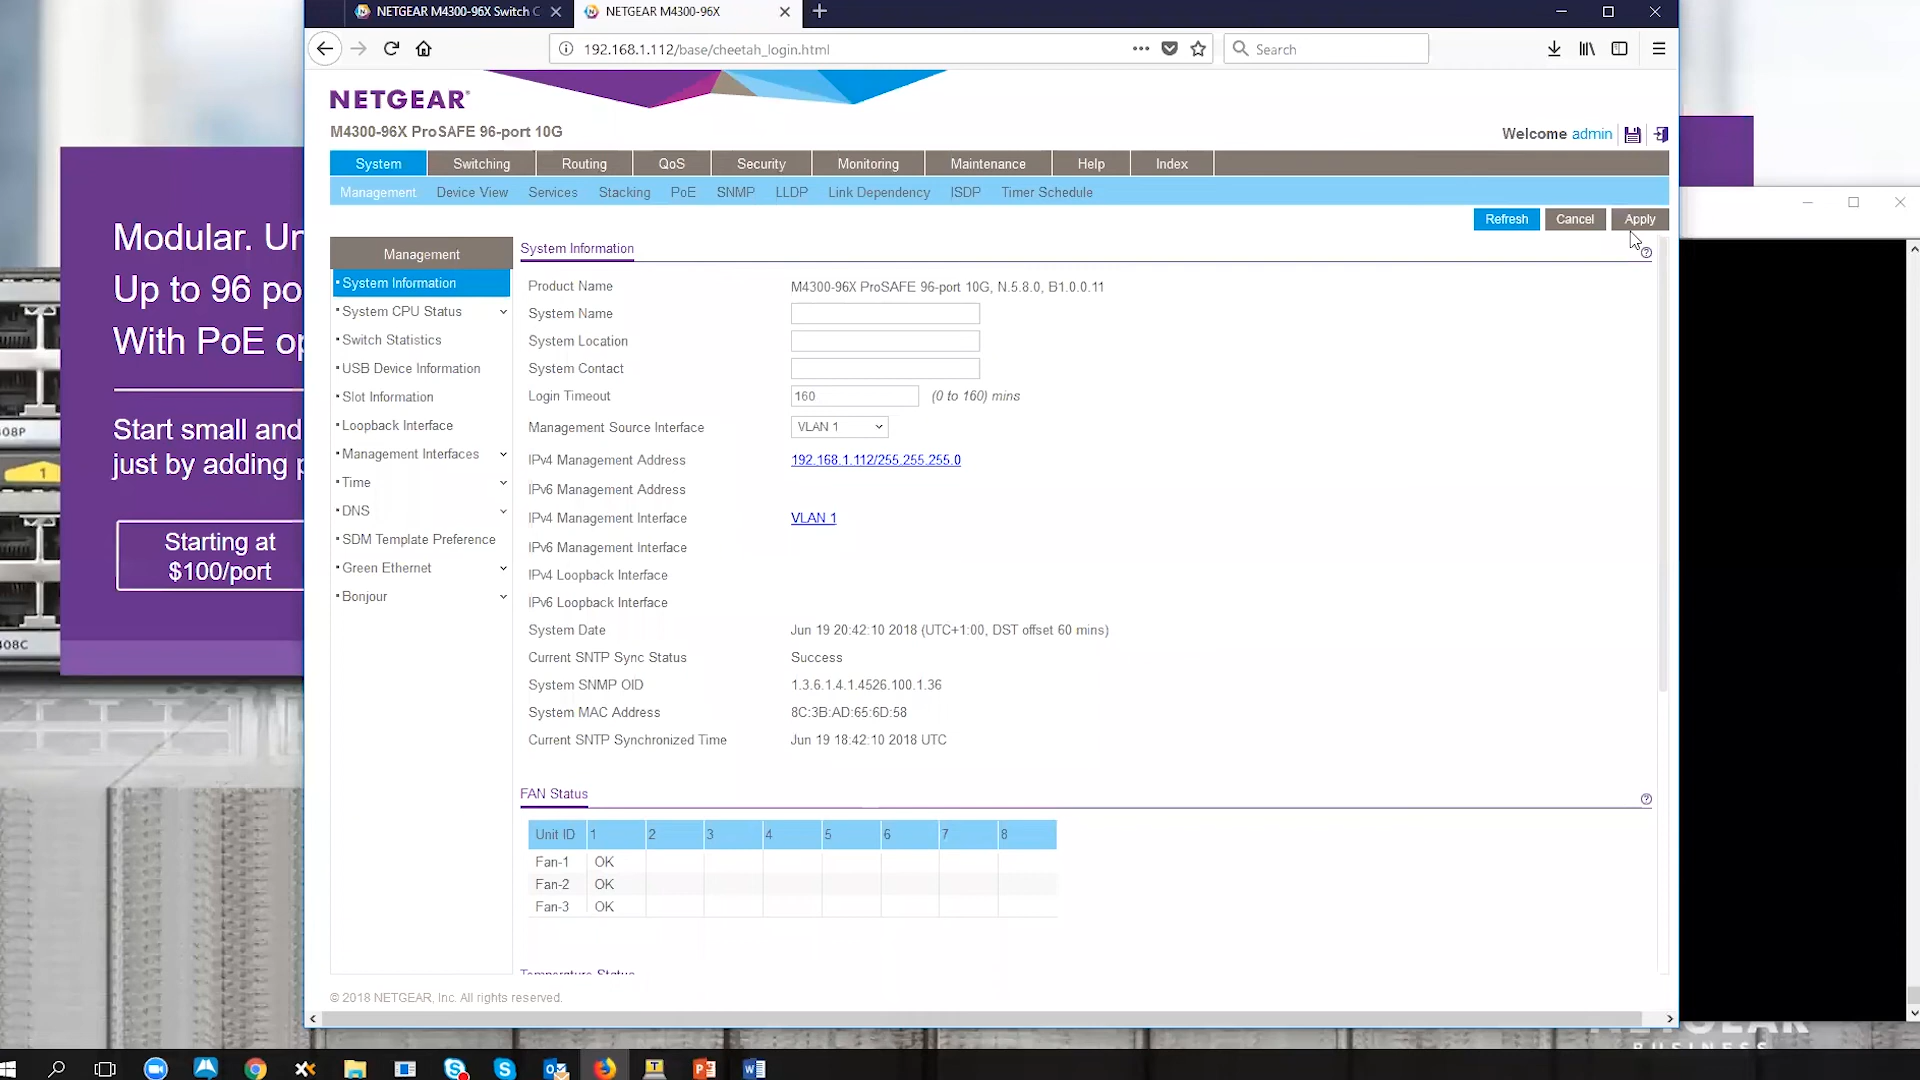 NETGEAR M4300-96X Switch C
NETGEAR M4300-96X
192.168.1.112/base/cheetah_login.html
Search
NETGEAR®
M4300-96X ProSAFE 96-port 10G
Welcome admin
System Switching Routing QoS Security Monitoring Maintenance Help Index
Management Device View Services Stacking PoE SNMP LLDP Link Dependency ISDP Timer Schedule
Refresh Cancel Apply
Management
System Information
System CPU Status
Switch Statistics
USB Device Information
Slot Information
Loopback Interface
Management Interfaces
Time
DNS
SDM Template Preference
Green Ethernet
Bonjour
System Information
Product Name M4300-96X ProSAFE 96-port 10G, N.5.8.0, B1.0.0.11
System Name
System Location
System Contact
Login Timeout 160 (0 to 160) mins
Management Source Interface VLAN 1
IPv4 Management Address 192.168.1.112/255.255.255.0
IPv6 Management Address
IPv4 Management Interface VLAN 1
IPv6 Management Interface
IPv4 Loopback Interface
IPv6 Loopback Interface
System Date Jun 19 20:42:10 2018 (UTC+1:00, DST offset 60 mins)
Current SNTP Sync Status Success
System SNMP OID 1.3.6.1.4.1.4526.100.1.36
System MAC Address 8C:3B:AD:65:6D:58
Current SNTP Synchronized Time Jun 19 18:42:10 2018 UTC
FAN Status
Unit ID 1 2 3 4 5 6 7 8
Fan-1 OK
Fan-2 OK
Fan-3 OK
Temperature Status
© 2018 NETGEAR, Inc. All rights reserved.
Modular. Un
Up to 96 po
With PoE op
Start small and
just by adding p
Starting at
$100/port
408P
1
408C
NETGEAR
BUSINESS